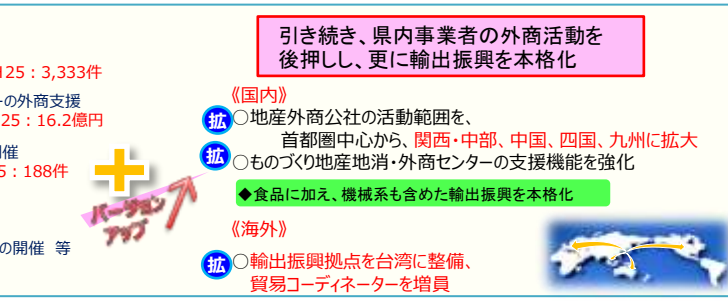 引き続き、県内事業者の外商活動を
後押しし、更に輸出振興を本格化
25：3,333件
の外商支援
25：16.2億円
催
5：188件
の開催 等
バージョン
アップ
《国内》
拡 ○地産外商公社の活動範囲を、
首都圏中心から、関西・中部、中国、四国、九州に拡大
拡 ○ものづくり地産地消・外商センターの支援機能を強化
◆食品に加え、機械系も含めた輸出振興を本格化
《海外》
拡 ○輸出振興拠点を台湾に整備、
貿易コーディネーターを増員